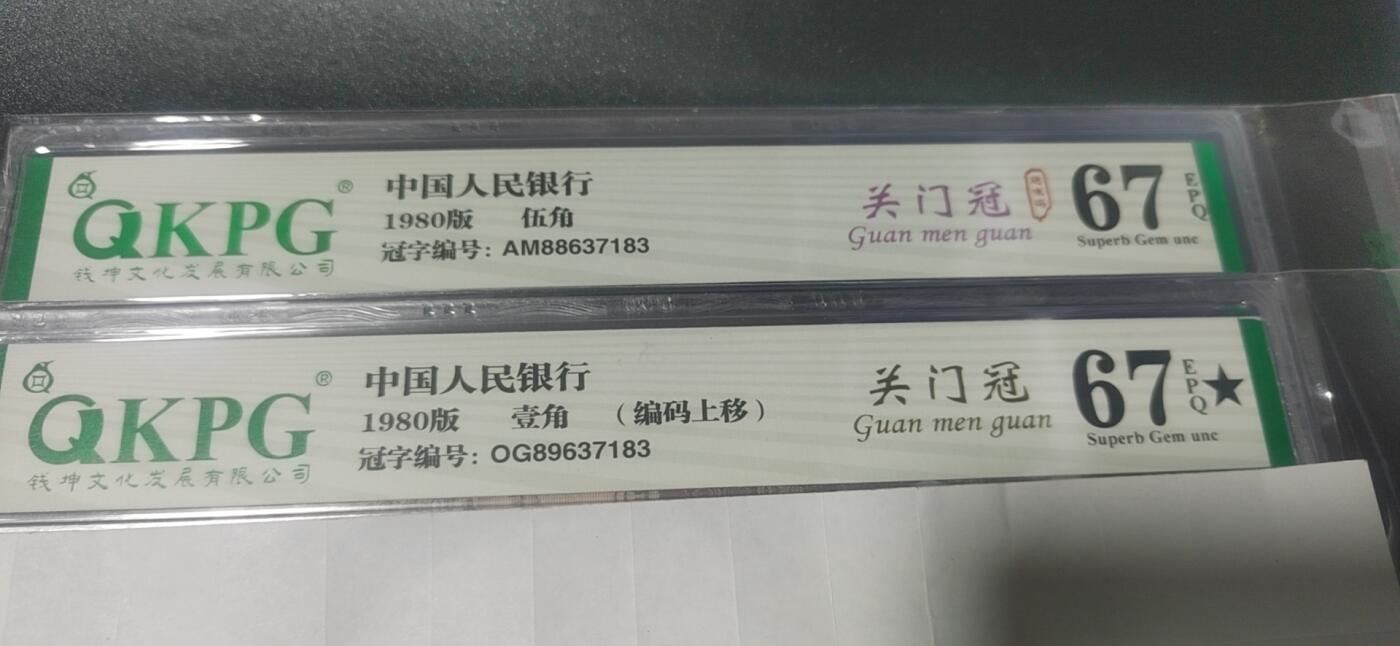 QKPG®
钱坤文化发展有限公司
中国人民银行
1980版 伍角
冠字编号: AM88637183
关门冠
Guan men guan
67 EPQ
Superb Gem unc
QKPG®
钱坤文化发展有限公司
中国人民银行
1980版 壹角 (编码上移)
冠字编号: OG89637183
关门冠
Guan men guan
67 EPQ★
Superb Gem unc